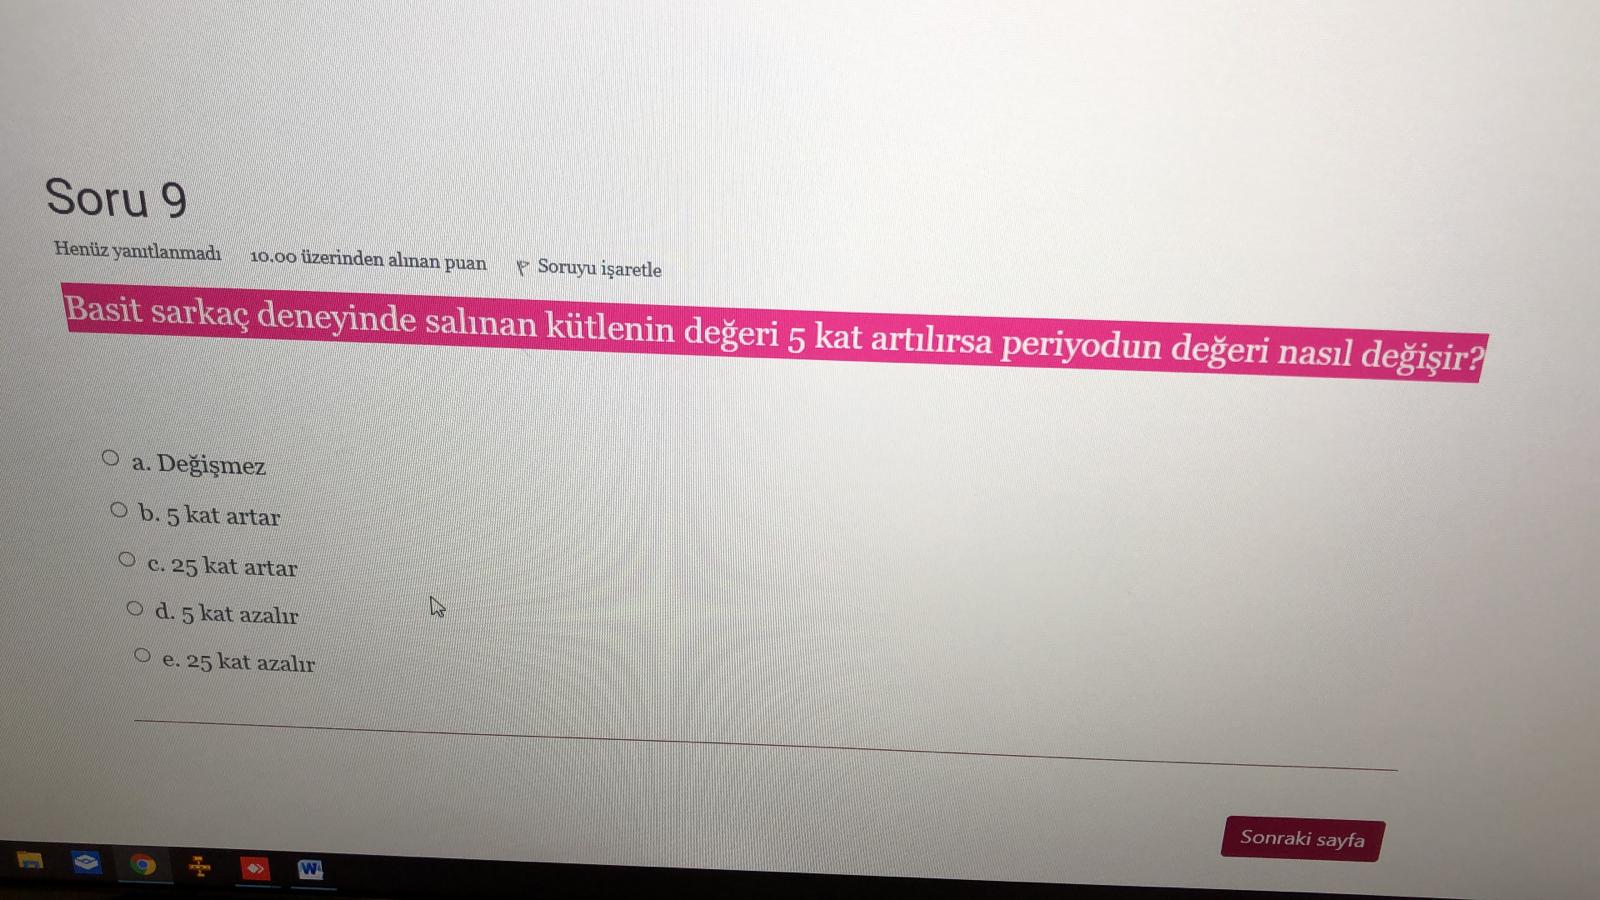 Soru 9
Henüz yanıtlanmadı 10.00 üzerinden alınan puan Soruyu işaretle
Basit sarkaç deneyinde salınan kütlenin değeri 5 kat artılırsa periyodun değeri nasıl değişir?
a. Değişmez
b. 5 kat artar
c. 25 kat artar
d. 5 kat azalır
e. 25 kat azalır
Sonraki sayfa